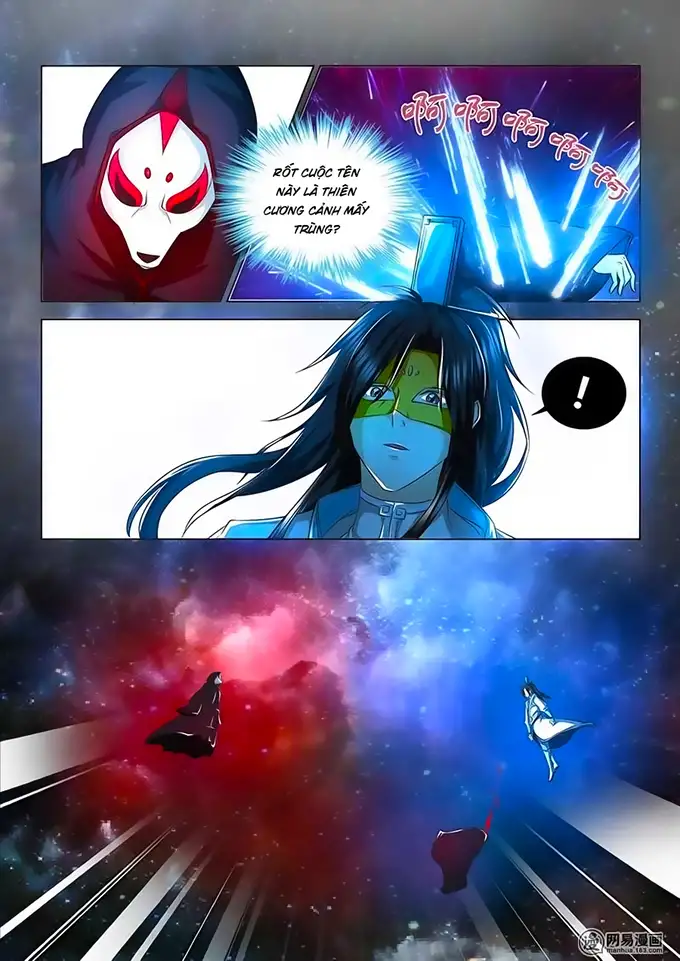 RỐT CUỘC TÊN
NÀY LÀ THIÊN
CƯƠNG CẢNH MẤY
TRÙNG?
啊啊啊啊啊
!
网易漫画
manhua.163.com